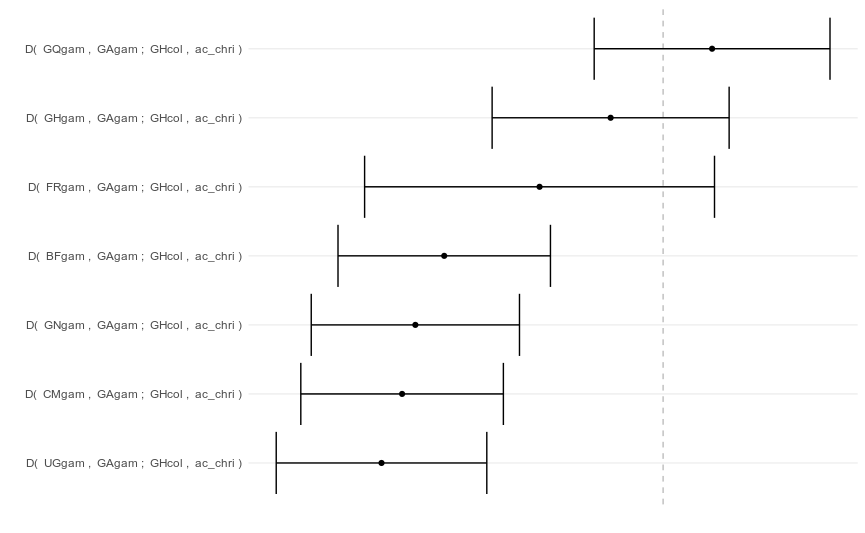 D( GQgam , GAgam ; GHcol , ac_chri )
D( GHgam , GAgam ; GHcol , ac_chri )
D( FRgam , GAgam ; GHcol , ac_chri )
D( BFgam , GAgam ; GHcol , ac_chri )
D( GNgam , GAgam ; GHcol , ac_chri )
D( CMgam , GAgam ; GHcol , ac_chri )
D( UGgam , GAgam ; GHcol , ac_chri )